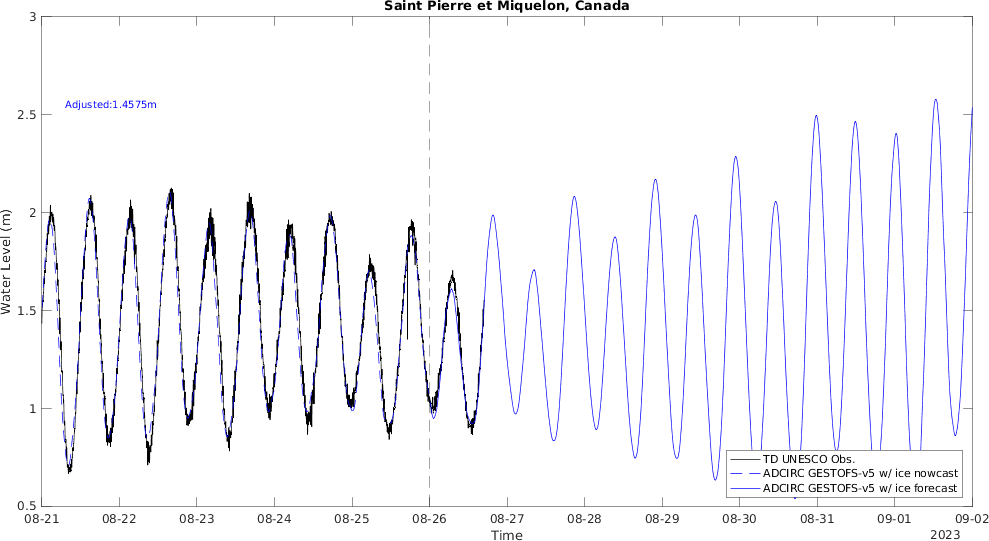 Saint Pierre et Miquelon, Canada
3
2.5
2
1.5
1
0.5
Water Level (m)
Adjusted:1.4575m
TD UNESCO Obs.
ADCIRC GESTOFS-v5 w/ ice nowcast
ADCIRC GESTOFS-v5 w/ ice forecast
08-21 08-22 08-23 08-24 08-25 08-26 08-27 08-28 08-29 08-30 08-31 09-01 09-02
Time
2023